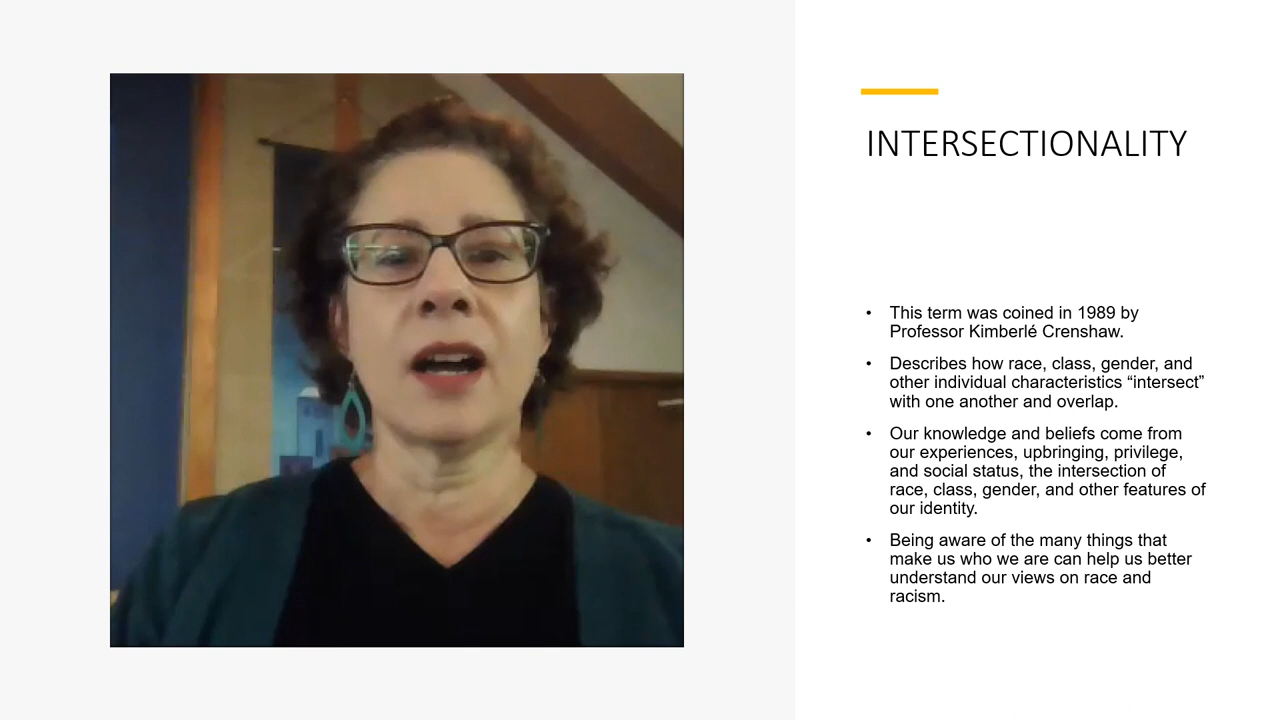 INTERSECTIONALITY
• This term was coined in 1989 by
Professor Kimberlé Crenshaw.
• Describes how race, class, gender, and
other individual characteristics “intersect”
with one another and overlap.
• Our knowledge and beliefs come from
our experiences, upbringing, privilege,
and social status, the intersection of
race, class, gender, and other features of
our identity.
• Being aware of the many things that
make us who we are can help us better
understand our views on race and
racism.